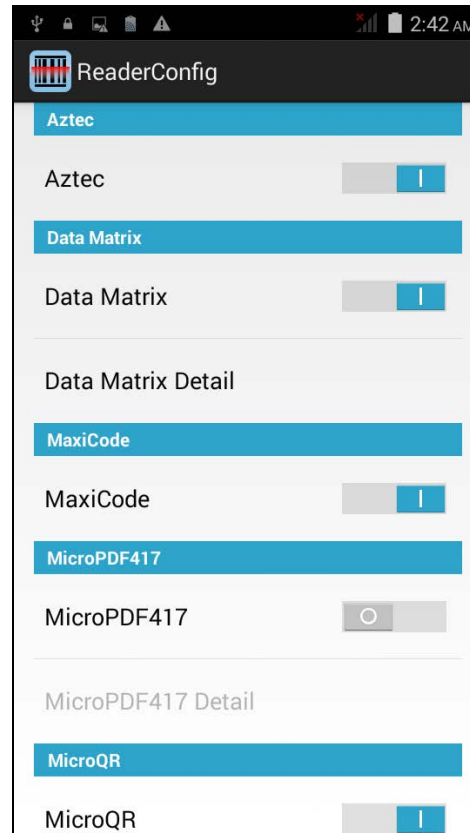 2:42 AM
ReaderConfig
Aztec
Aztec
Data Matrix
Data Matrix
Data Matrix Detail
MaxiCode
MaxiCode
MicroPDF417
MicroPDF417
MicroPDF417 Detail
MicroQR
MicroQR